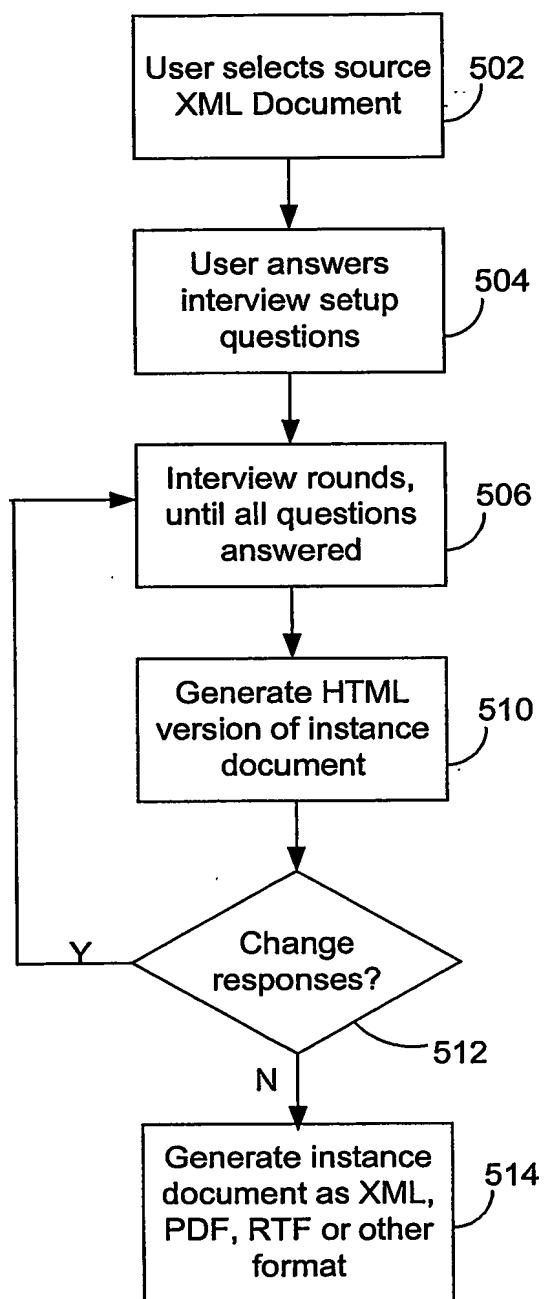 User selects source
XML Document
502
User answers
interview setup
questions
504
Interview rounds,
until all questions
answered
506
Generate HTML
version of instance
document
510
Change
responses?
Y
512
N
Generate instance
document as XML,
PDF, RTF or other
format
514